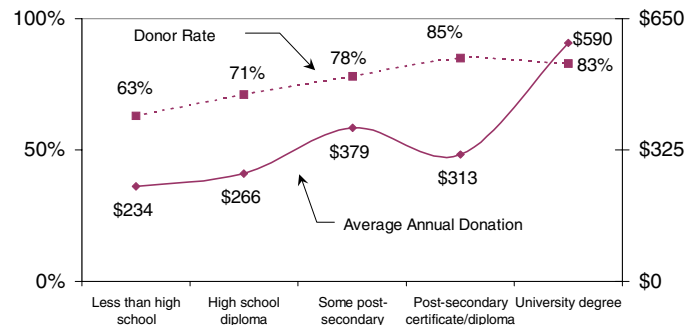 100%
$650
Donor Rate
85%
$590
78%
71%
83%
63%
50%
$325
$379
$313
$266
$234
Average Annual Donation
0%
$0
Less than high
school
High school
diploma
Some post-
secondary
Post-secondary
certificate/diploma
University degree